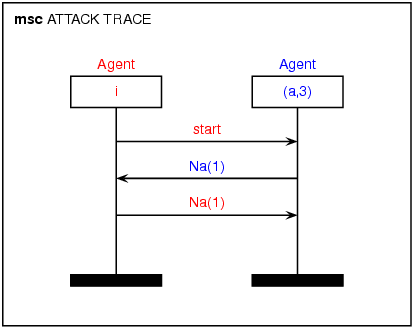 msc ATTACK TRACE
Agent Agent
i (a,3)
start
Na(1)
Na(1)